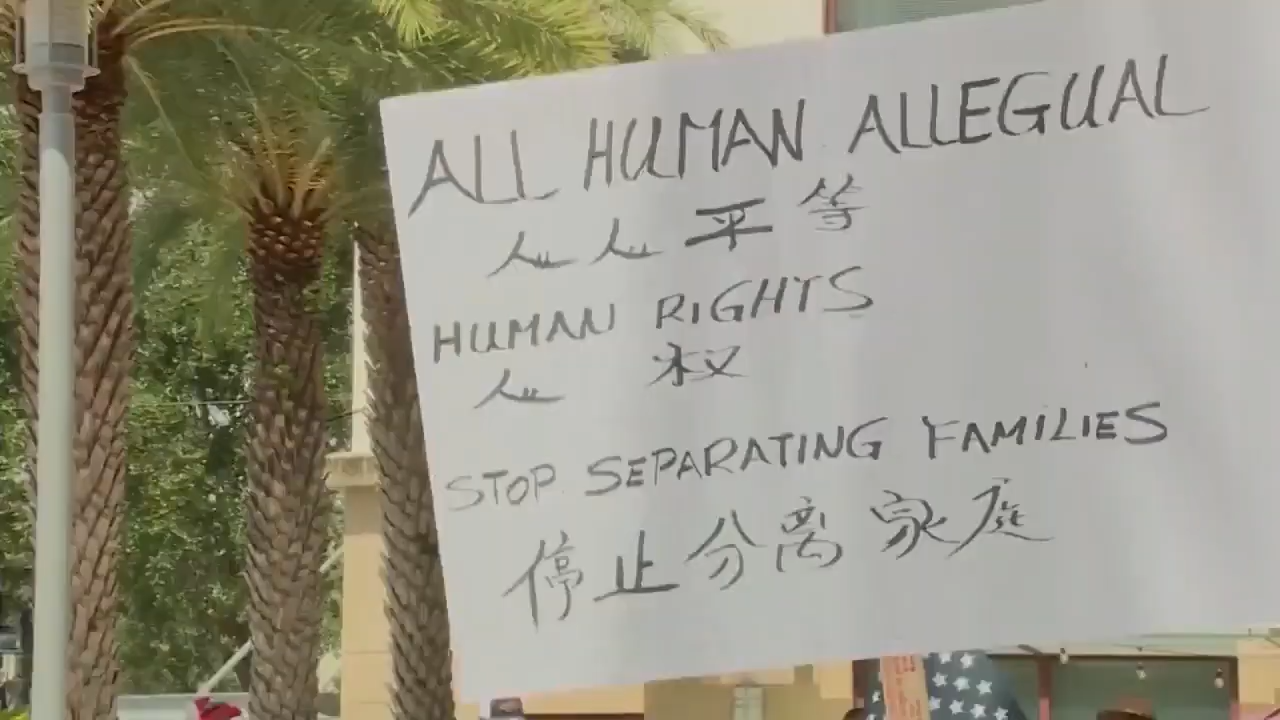 ALL HUMAN ALLEGUAL
人人平等
HUMAN RIGHTS
人 权
STOP SEPARATING FAMILIES
停止分离家庭